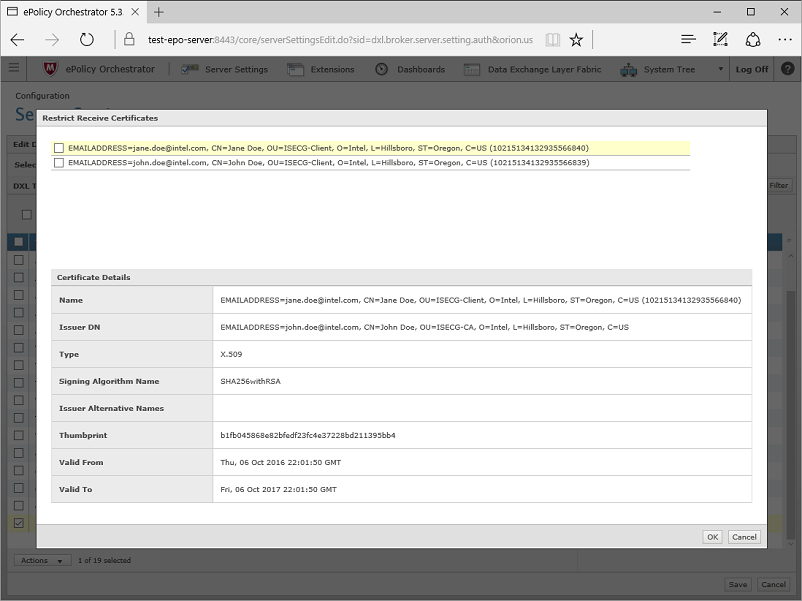 ePolicy Orchestrator 5.3.
test-epo-server:8443/core/serverSettingsEdit.do?sid=dxl.broker.server.setting.auth&orion.us
ePolicy Orchestrator Server Settings Extensions Dashboards Data Exchange Layer Fabric System Tree Log Off ?
Configuration
Se
Restrict Receive Certificates
Edit D
EMAILADDRESS=jane.doe@intel.com, CN=Jane Doe, OU=ISECG-Client, O=Intel, L=Hillsboro, ST=Oregon, C=US (10215134132935566840)
EMAILADDRESS=john.doe@intel.com, CN=John Doe, OU=ISECG-Client, O=Intel, L=Hillsboro, ST=Oregon, C=US (10215134132935566839)
Selec
DXL T
Filter
Certificate Details
Name EMAILADDRESS=jane.doe@intel.com, CN=Jane Doe, OU=ISECG-Client, O=Intel, L=Hillsboro, ST=Oregon, C=US (10215134132935566840)
Issuer DN EMAILADDRESS=john.doe@intel.com, CN=John Doe, OU=ISECG-CA, O=Intel, L=Hillsboro, ST=Oregon, C=US
Type X.509
Signing Algorithm Name SHA256withRSA
Issuer Alternative Names
Thumbprint b1fb045868e82bfedf23fc4e37228bd211395bb4
Valid From Thu, 06 Oct 2016 22:01:50 GMT
Valid To Fri, 06 Oct 2017 22:01:50 GMT
OK Cancel
Actions 1 of 19 selected
Save Cancel